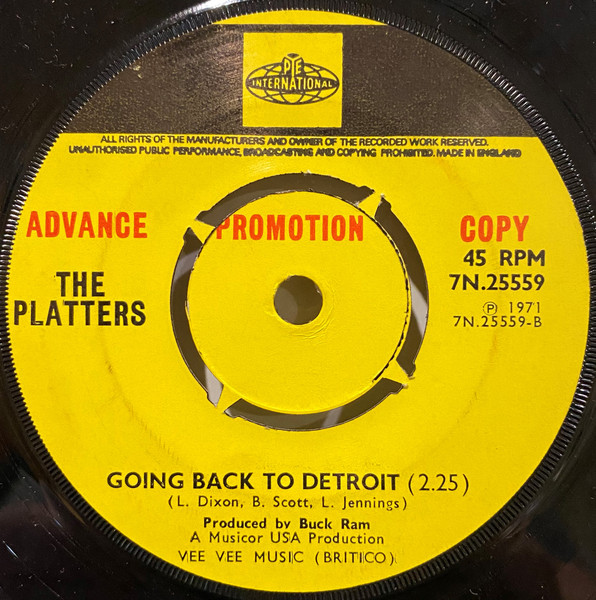 PYE
INTERNATIONAL
ALL RIGHTS OF THE MANUFACTURERS AND OWNER OF THE RECORDED WORK RESERVED.
UNAUTHORISED PUBLIC PERFORMANCE, BROADCASTING AND COPYING PROHIBITED. MADE IN ENGLAND
ADVANCE PROMOTION COPY
45 RPM
7N.25559
THE
PLATTERS
Ⓟ 1971
7N.25559-B
GOING BACK TO DETROIT (2.25)
(L. Dixon, B. Scott, L. Jennings)
Produced by Buck Ram
A Musicor USA Production
VEE VEE MUSIC (BRITICO)